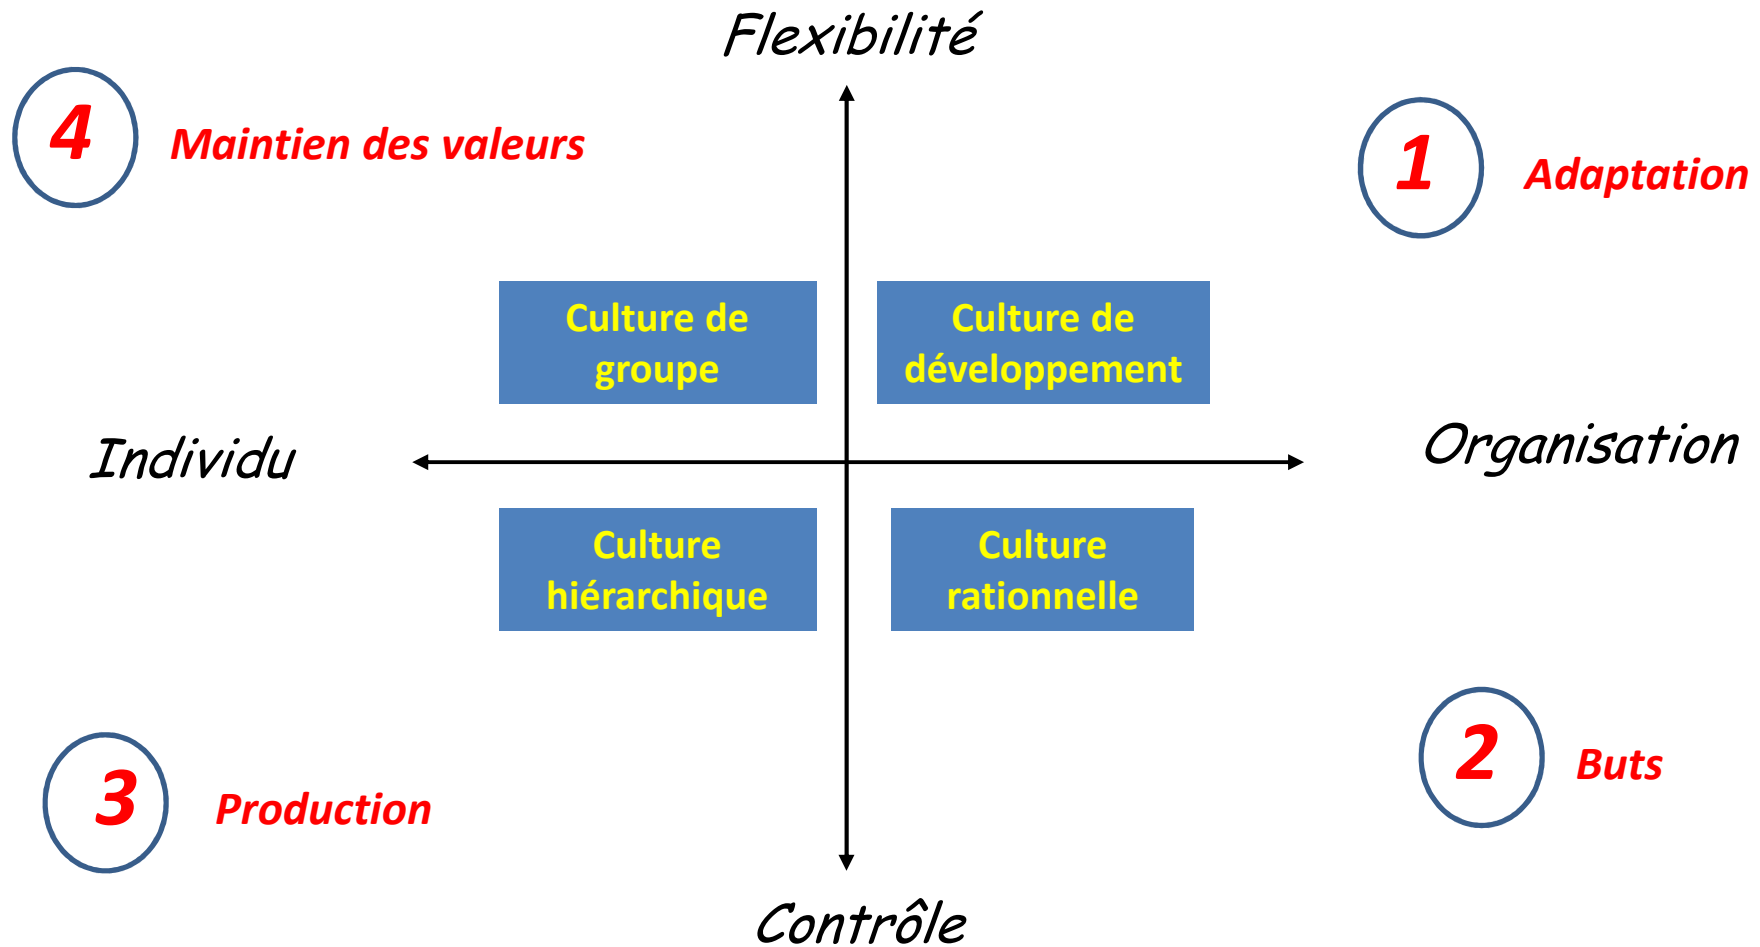 Flexibilité
4 Maintien des valeurs
1 Adaptation
Culture de
groupe
Culture de
développement
Individu
Organisation
Culture
hiérarchique
Culture
rationnelle
3 Production
2 Buts
Contrôle